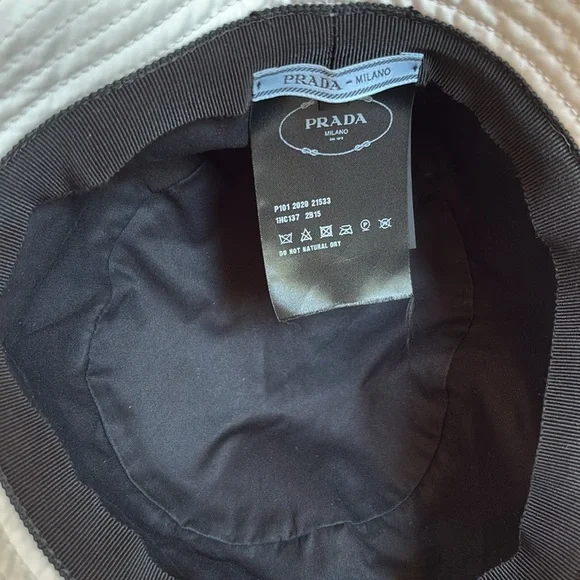 PRADA - MILANO
PRADA
MILANO
P101 2020 21533
1HC137 2B15
DO NOT NATURAL DRY